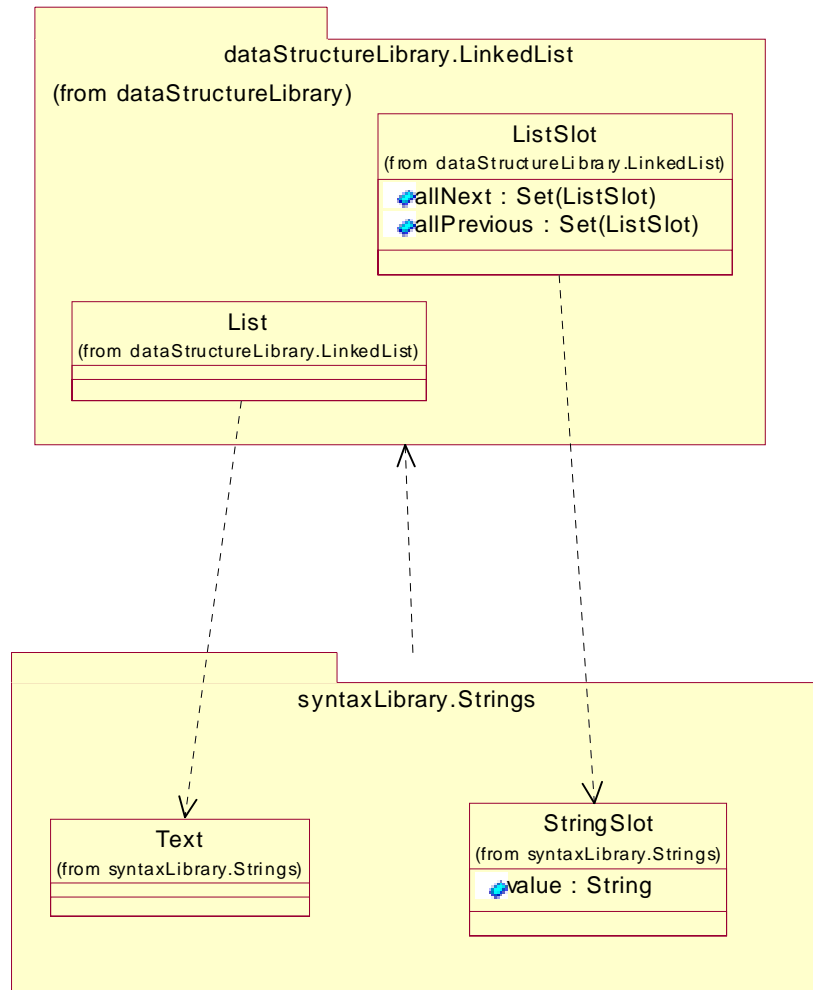 dataStructureLibrary.LinkedList
(from dataStructureLibrary)
ListSlot
(from dataStructureLibrary.LinkedList)
allNext : Set(ListSlot)
allPrevious : Set(ListSlot)
List
(from dataStructureLibrary.LinkedList)
syntaxLibrary.Strings
Text
(from syntaxLibrary.Strings)
StringSlot
(from syntaxLibrary.Strings)
value : String